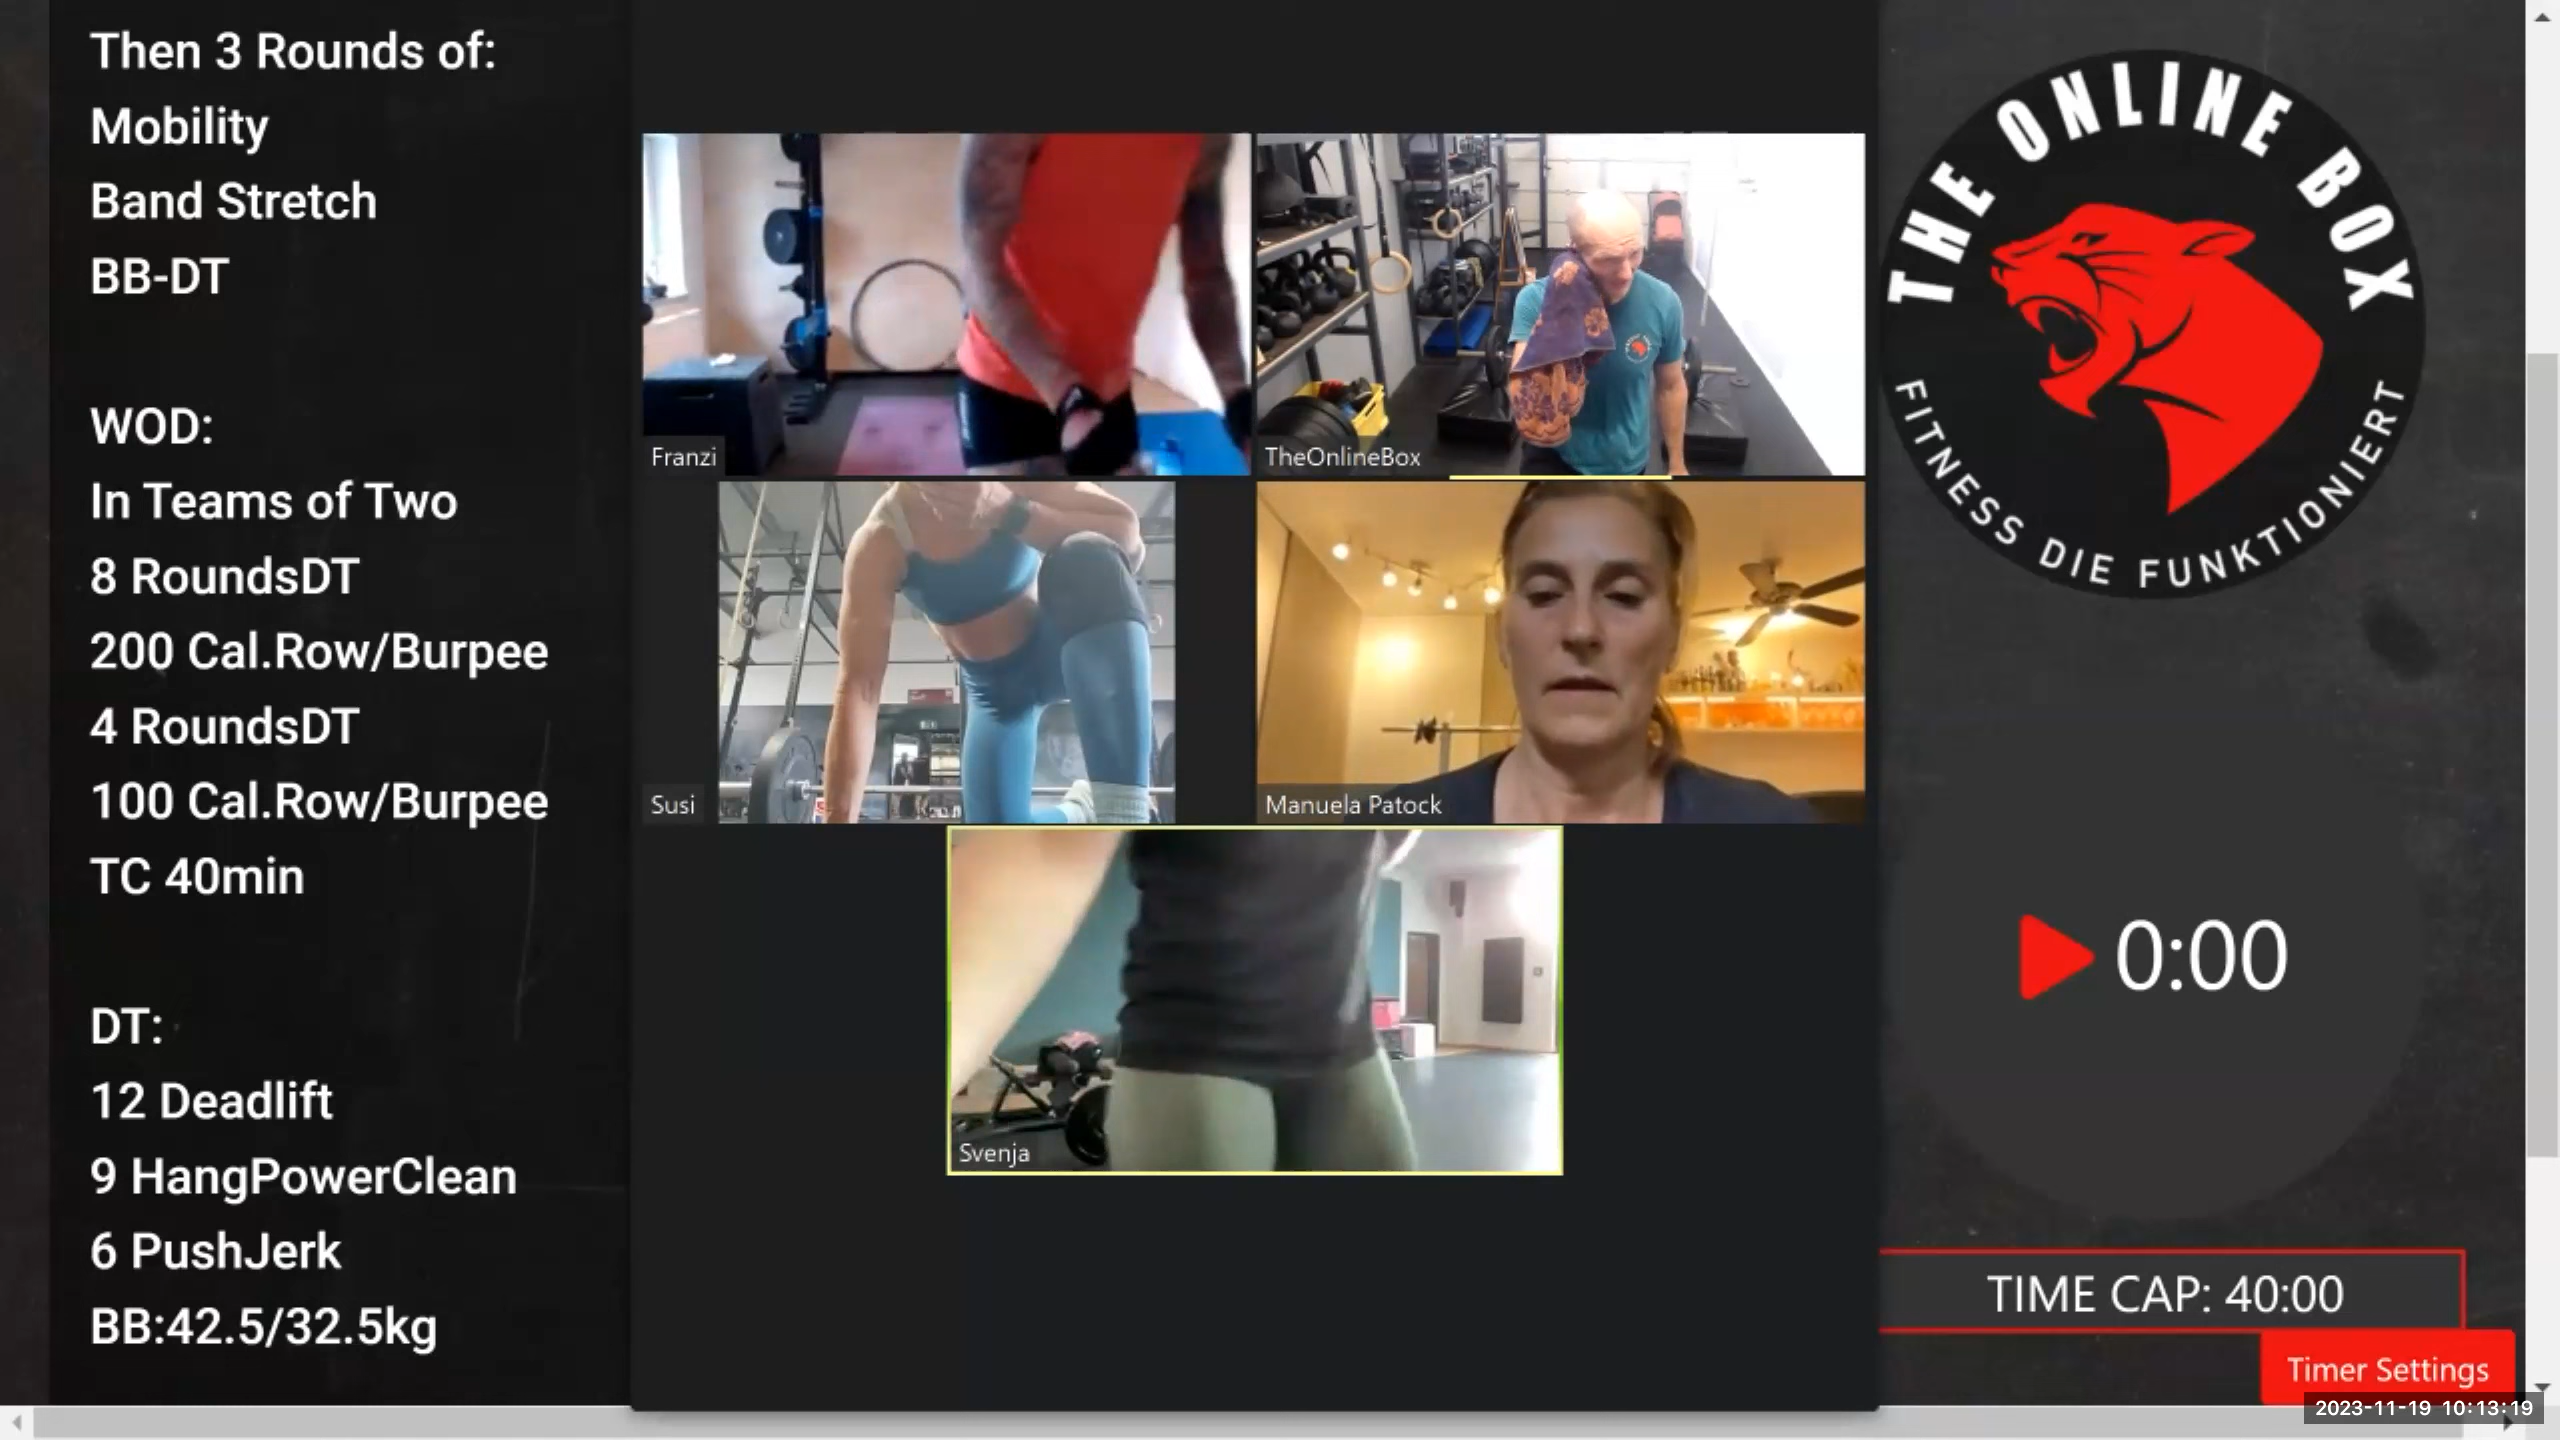 Then 3 Rounds of:
Mobility
Band Stretch
BB-DT
WOD:
In Teams of Two
8 RoundsDT
200 Cal.Row/Burpee
4 RoundsDT
100 Cal.Row/Burpee
TC 40min
DT:
12 Deadlift
9 HangPowerClean
6 PushJerk
BB:42.5/32.5kg
Franzi
TheOnlineBox
Susi
Manuela Patock
Svenja
THE ONLINE BOX
FITNESS DIE FUNKTIONIERT
0:00
TIME CAP: 40:00
Timer Settings
2023-11-19 10:13:19